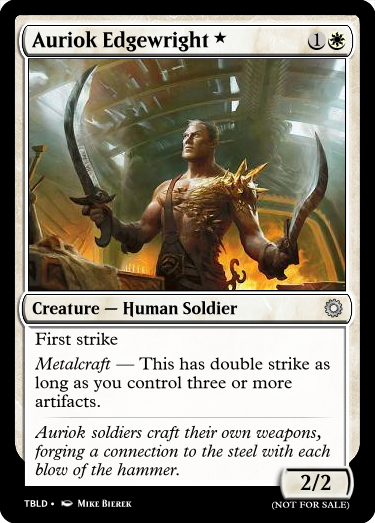 Auriok Edgewright ★ 1
Creature — Human Soldier
First strike
Metalcraft — This has double strike as
long as you control three or more
artifacts.
Auriok soldiers craft their own weapons,
forging a connection to the steel with each
blow of the hammer.
2/2
TBLD • Mike Bierek
(NOT FOR SALE)